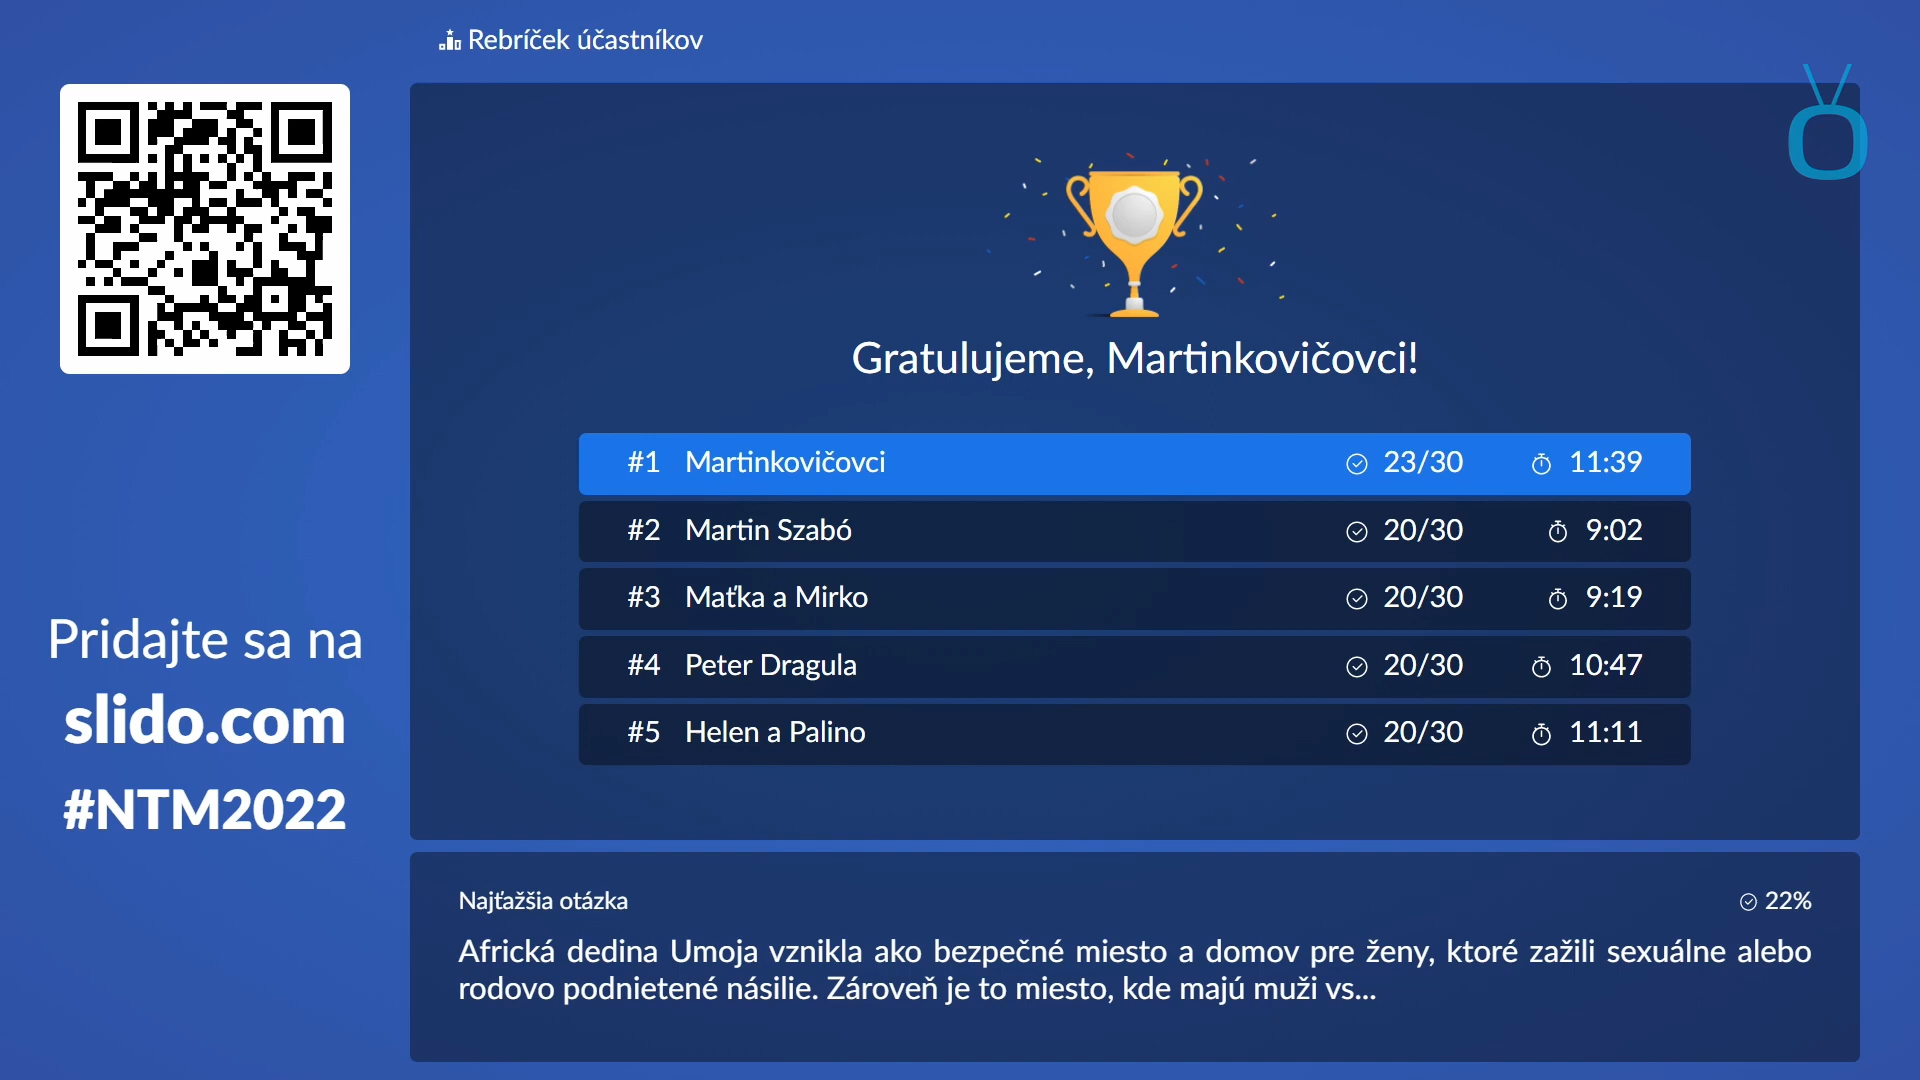 Rebríček účastníkov
Gratulujeme, Martinkovičovci!
#1 Martinkovičovci 23/30 11:39
#2 Martin Szabó 20/30 9:02
#3 Maťka a Mirko 20/30 9:19
#4 Peter Dragula 20/30 10:47
#5 Helen a Palino 20/30 11:11
Pridajte sa na
slido.com
#NTM2022
Najťažšia otázka 22%
Africká dedina Umoja vznikla ako bezpečné miesto a domov pre ženy, ktoré zažili sexuálne alebo
rodovo podnietené násilie. Zároveň je to miesto, kde majú muži vs...